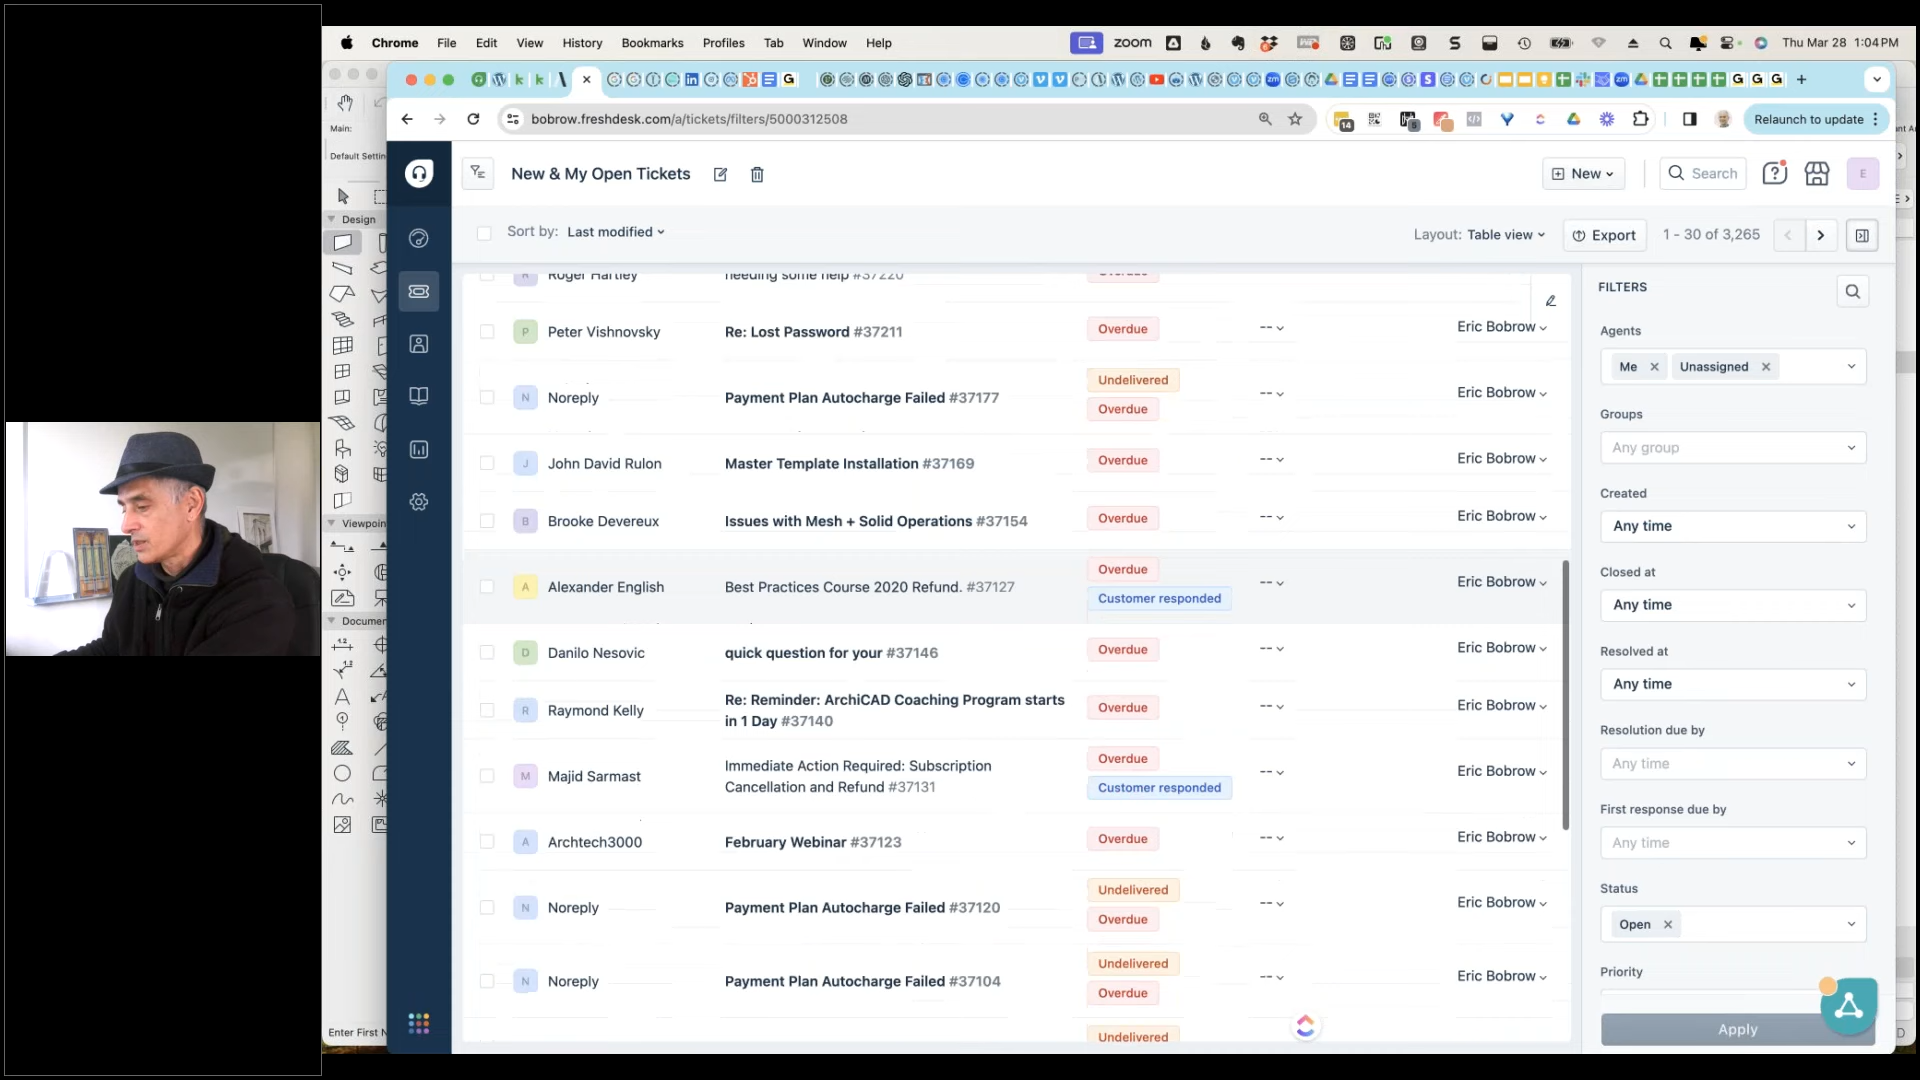 Chrome File Edit View History Bookmarks Profiles Tab Window Help zoom Thu Mar 28 1:04 PM
bobrow.freshdesk.com/a/tickets/filters/5000312508 14 Relaunch to update
Main:
Default Settin
Design
Viewpoin
Documen
Enter First N
New & My Open Tickets New Search E
Sort by: Last modified Layout: Table view Export 1 - 30 of 3,265
Roger Hartley needing some help #37220 Overdue
Peter Vishnovsky Re: Lost Password #37211 Overdue -- Eric Bobrow
Undelivered
N Noreply Payment Plan Autocharge Failed #37177 -- Eric Bobrow
Overdue
J John David Rulon Master Template Installation #37169 Overdue -- Eric Bobrow
B Brooke Devereux Issues with Mesh + Solid Operations #37154 Overdue -- Eric Bobrow
Overdue
A Alexander English Best Practices Course 2020 Refund. #37127 -- Eric Bobrow
Customer responded
D Danilo Nesovic quick question for your #37146 Overdue -- Eric Bobrow
Re: Reminder: ArchiCAD Coaching Program starts
R Raymond Kelly in 1 Day #37140 Overdue -- Eric Bobrow
Overdue
Immediate Action Required: Subscription
M Majid Sarmast Cancellation and Refund #37131 -- Eric Bobrow
Customer responded
A Archtech3000 February Webinar #37123 Overdue -- Eric Bobrow
Undelivered
N Noreply Payment Plan Autocharge Failed #37120 -- Eric Bobrow
Overdue
Undelivered
N Noreply Payment Plan Autocharge Failed #37104 -- Eric Bobrow
Overdue
Undelivered
FILTERS
Agents
Me Unassigned
Groups
Any group
Created
Any time
Closed at
Any time
Resolved at
Any time
Resolution due by
Any time
First response due by
Any time
Status
Open
Priority
Apply